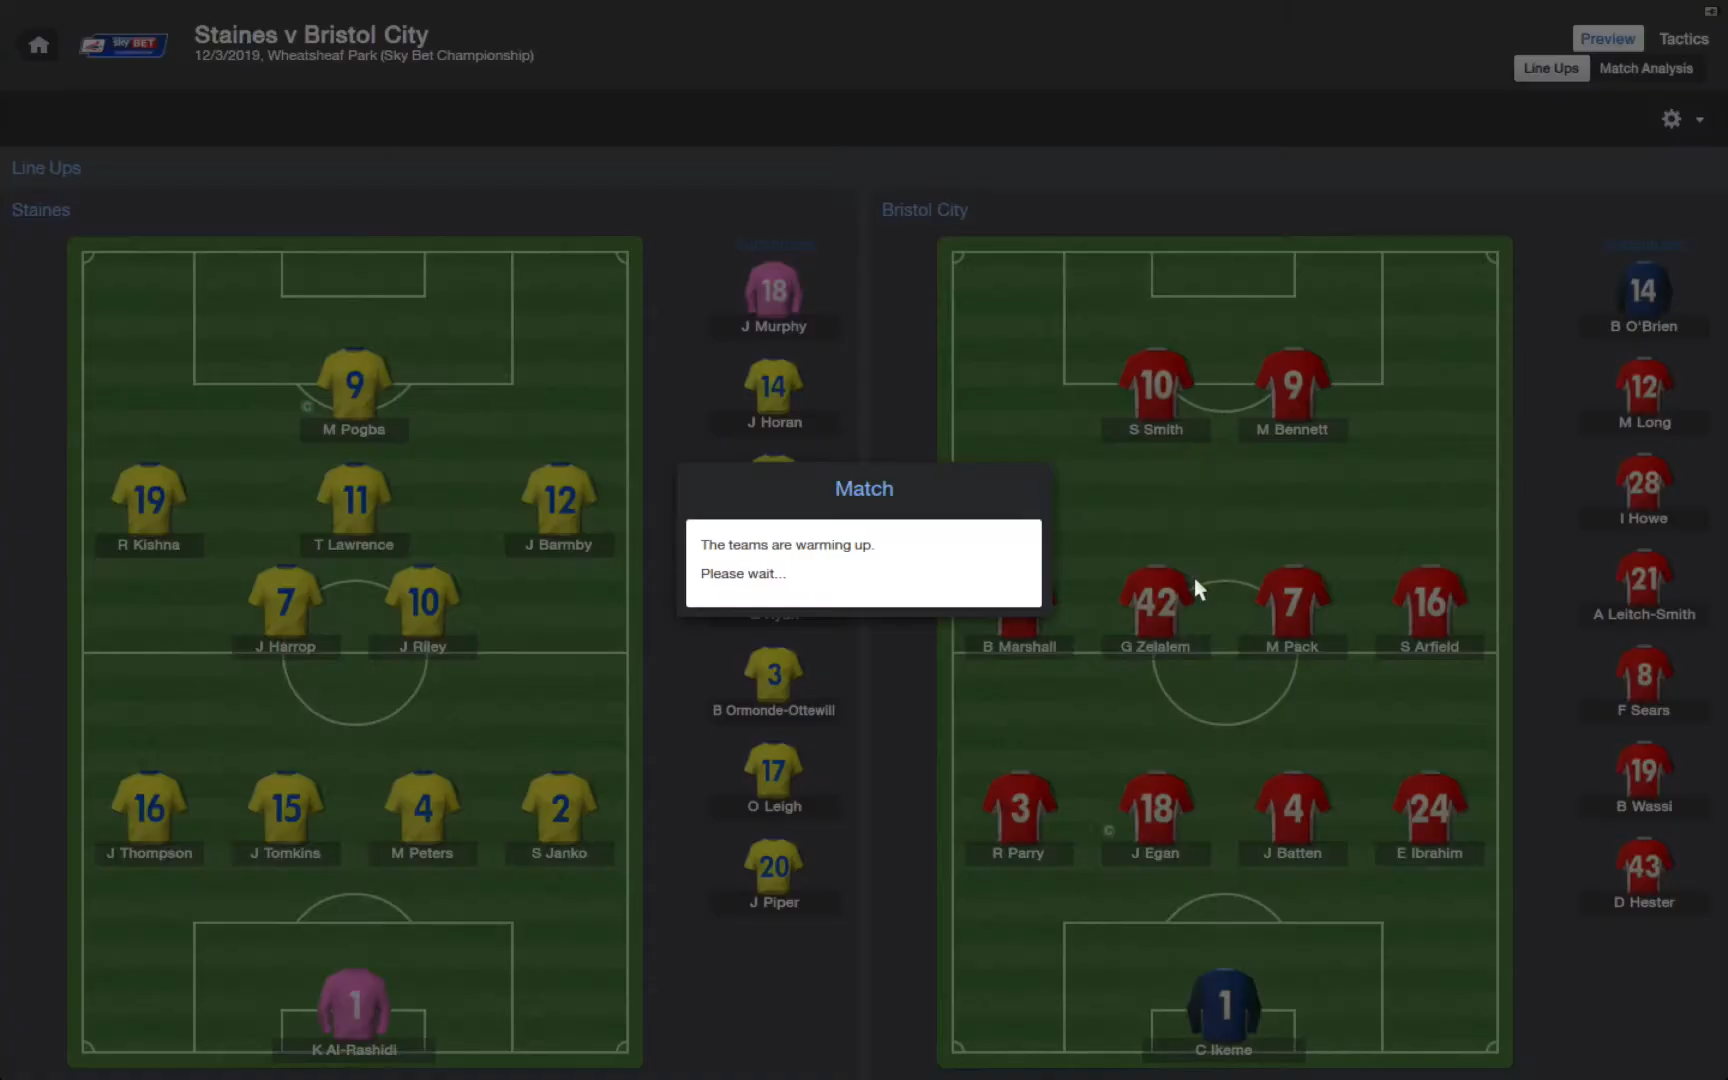 Staines v Bristol City
12/3/2019, Wheatsheaf Park (Sky Bet Championship)
sky BET
Preview
Tactics
Line Ups
Match Analysis
Line Ups
Staines
9
M Pogba
C
19
R Kishna
11
T Lawrence
12
J Barmby
7
J Harrop
10
J Riley
16
J Thompson
15
J Tomkins
4
M Peters
2
S Janko
1
K Al-Rashidi
18
J Murphy
14
J Horan
3
B Ormonde-Ottewill
17
O Leigh
20
J Piper
Match
The teams are warming up.
Please wait...
Bristol City
10
S Smith
9
M Bennett
B Marshall
42
G Zelalem
7
M Pack
16
S Arfield
3
R Parry
C
18
J Egan
4
J Batten
24
E Ibrahim
1
C Ikeme
14
B O'Brien
12
M Long
28
I Howe
21
A Leitch-Smith
8
F Sears
19
B Wassi
43
D Hester